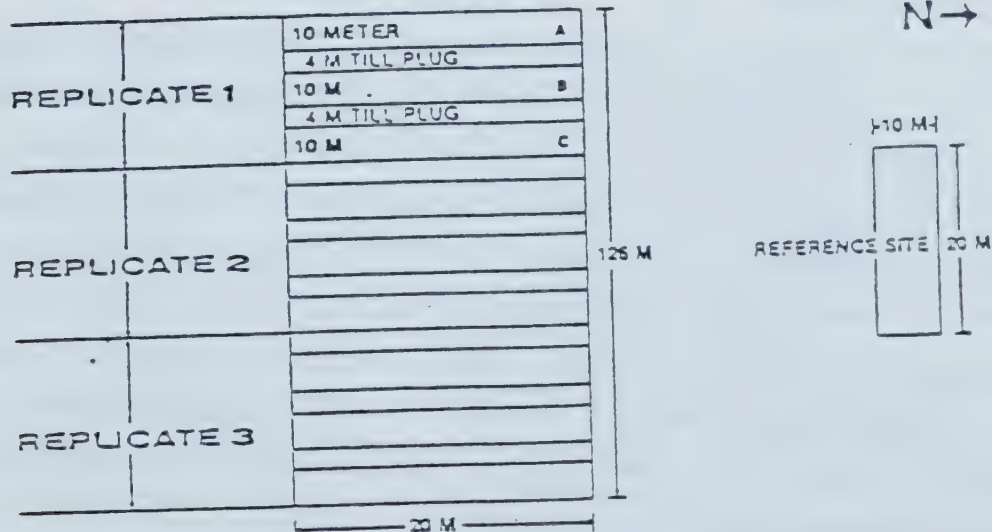 N
10 METER A
4 M TILL PLUG
REPLICATE 1
10 M B
4 M TILL PLUG
10 M C
10 M
REPLICATE 2
126 M
REFERENCE SITE
20 M
REPLICATE 3
20 M